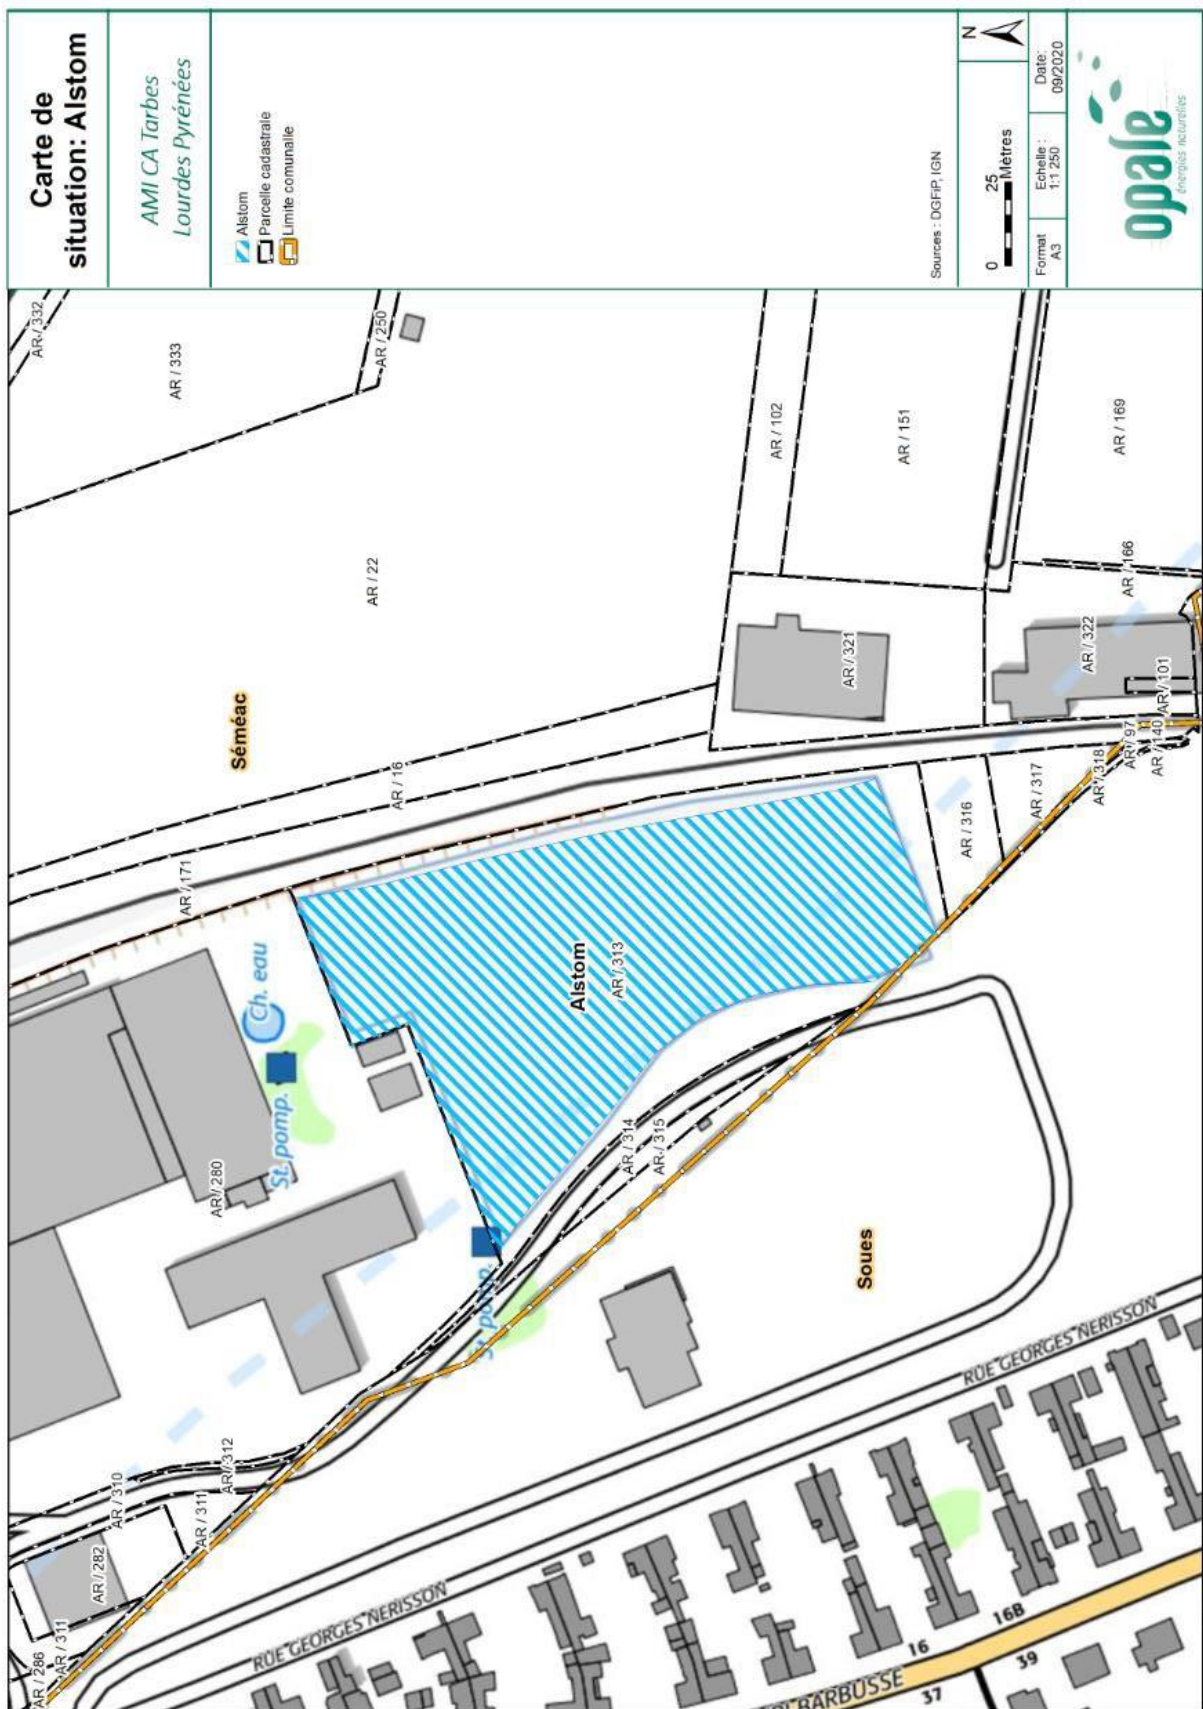 Carte de
situation: Alstom
AMI CA Tarbes
Lourdes Pyrénées
Alstom
Parcelle cadastrale
Limite comunalle
Sources : DGFiP, IGN
N
0 25
Mètres
Format
A3
Echelle :
1:1 250
Date:
09/2020
opale
énergies naturelles
AR / 332
AR / 333
AR / 250
AR / 22
AR / 102
AR / 151
AR / 169
AR / 166
Séméac
AR / 16
AR / 171
AR / 321
AR / 322
AR / 101
AR / 97
AR / 140
AR / 318
AR / 317
AR / 316
Ch. eau
St. pomp.
Alstom
AR / 313
AR / 280
St. pomp.
AR / 314
AR / 315
Soues
AR / 310
AR / 312
AR / 311
AR / 282
AR / 311
AR / 286
RUE GEORGES NERISSON
RUE GEORGES NERISSON
BARBUSSE
16
16B
37
39